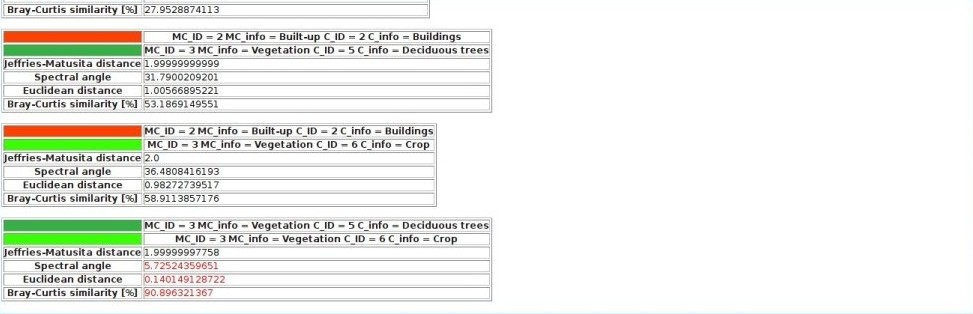 Bray-Curtis similarity [%] 27.9528874113
MC_ID = 2 MC_info = Built-up C_ID = 2 C_info = Buildings
MC_ID = 3 MC_info = Vegetation C_ID = 5 C_info = Deciduous trees
Jeffries-Matusita distance 1.99999999999
Spectral angle 31.7900209201
Euclidean distance 1.00566895221
Bray-Curtis similarity [%] 53.1869149551
MC_ID = 2 MC_info = Built-up C_ID = 2 C_info = Buildings
MC_ID = 3 MC_info = Vegetation C_ID = 6 C_info = Crop
Jeffries-Matusita distance 2.0
Spectral angle 36.4808416193
Euclidean distance 0.98272739517
Bray-Curtis similarity [%] 58.9113857176
MC_ID = 3 MC_info = Vegetation C_ID = 5 C_info = Deciduous trees
MC_ID = 3 MC_info = Vegetation C_ID = 6 C_info = Crop
Jeffries-Matusita distance 1.99999997758
Spectral angle 5.72524359651
Euclidean distance 0.140149128722
Bray-Curtis similarity [%] 90.896321367